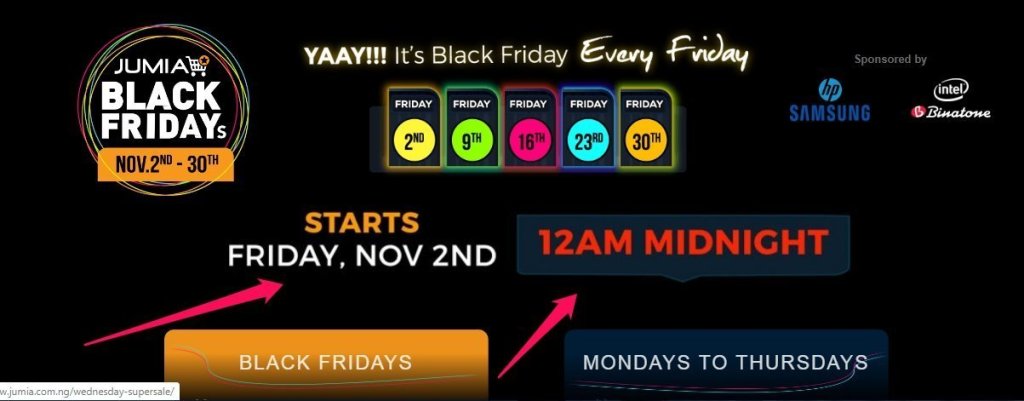 JUMIA
BLACK
FRIDAYs
NOV.2ND - 30TH
YAAY!!! It's Black Friday Every Friday
FRIDAY
2ND
FRIDAY
9TH
FRIDAY
16TH
FRIDAY
23RD
FRIDAY
30TH
Sponsored by
hp
SAMSUNG
intel
Binatone
STARTS
FRIDAY, NOV 2ND
12AM MIDNIGHT
BLACK FRIDAYS
MONDAYS TO THURSDAYS
w.jumia.com.ng/wednesday-supersale/